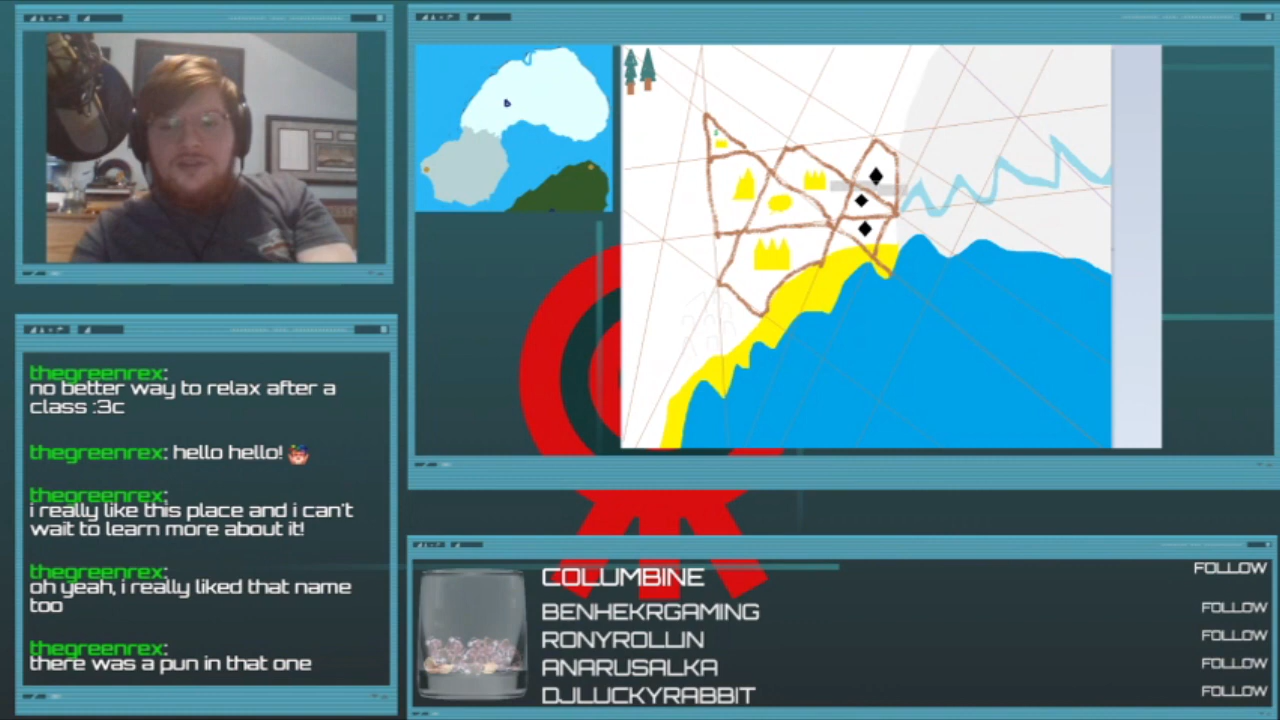 thegreenrex:
no better way to relax after a
class :3c
thegreenrex: hello hello!
thegreenrex:
i really like this place and i can't
wait to learn more about it!
thegreenrex:
oh yeah, i really liked that name
too
thegreenrex:
there was a pun in that one
COLUMBINE FOLLOW
BENHEKRGAMING FOLLOW
RONYROLLIN FOLLOW
ANARUSALKA FOLLOW
DJLUCKYRABBIT FOLLOW